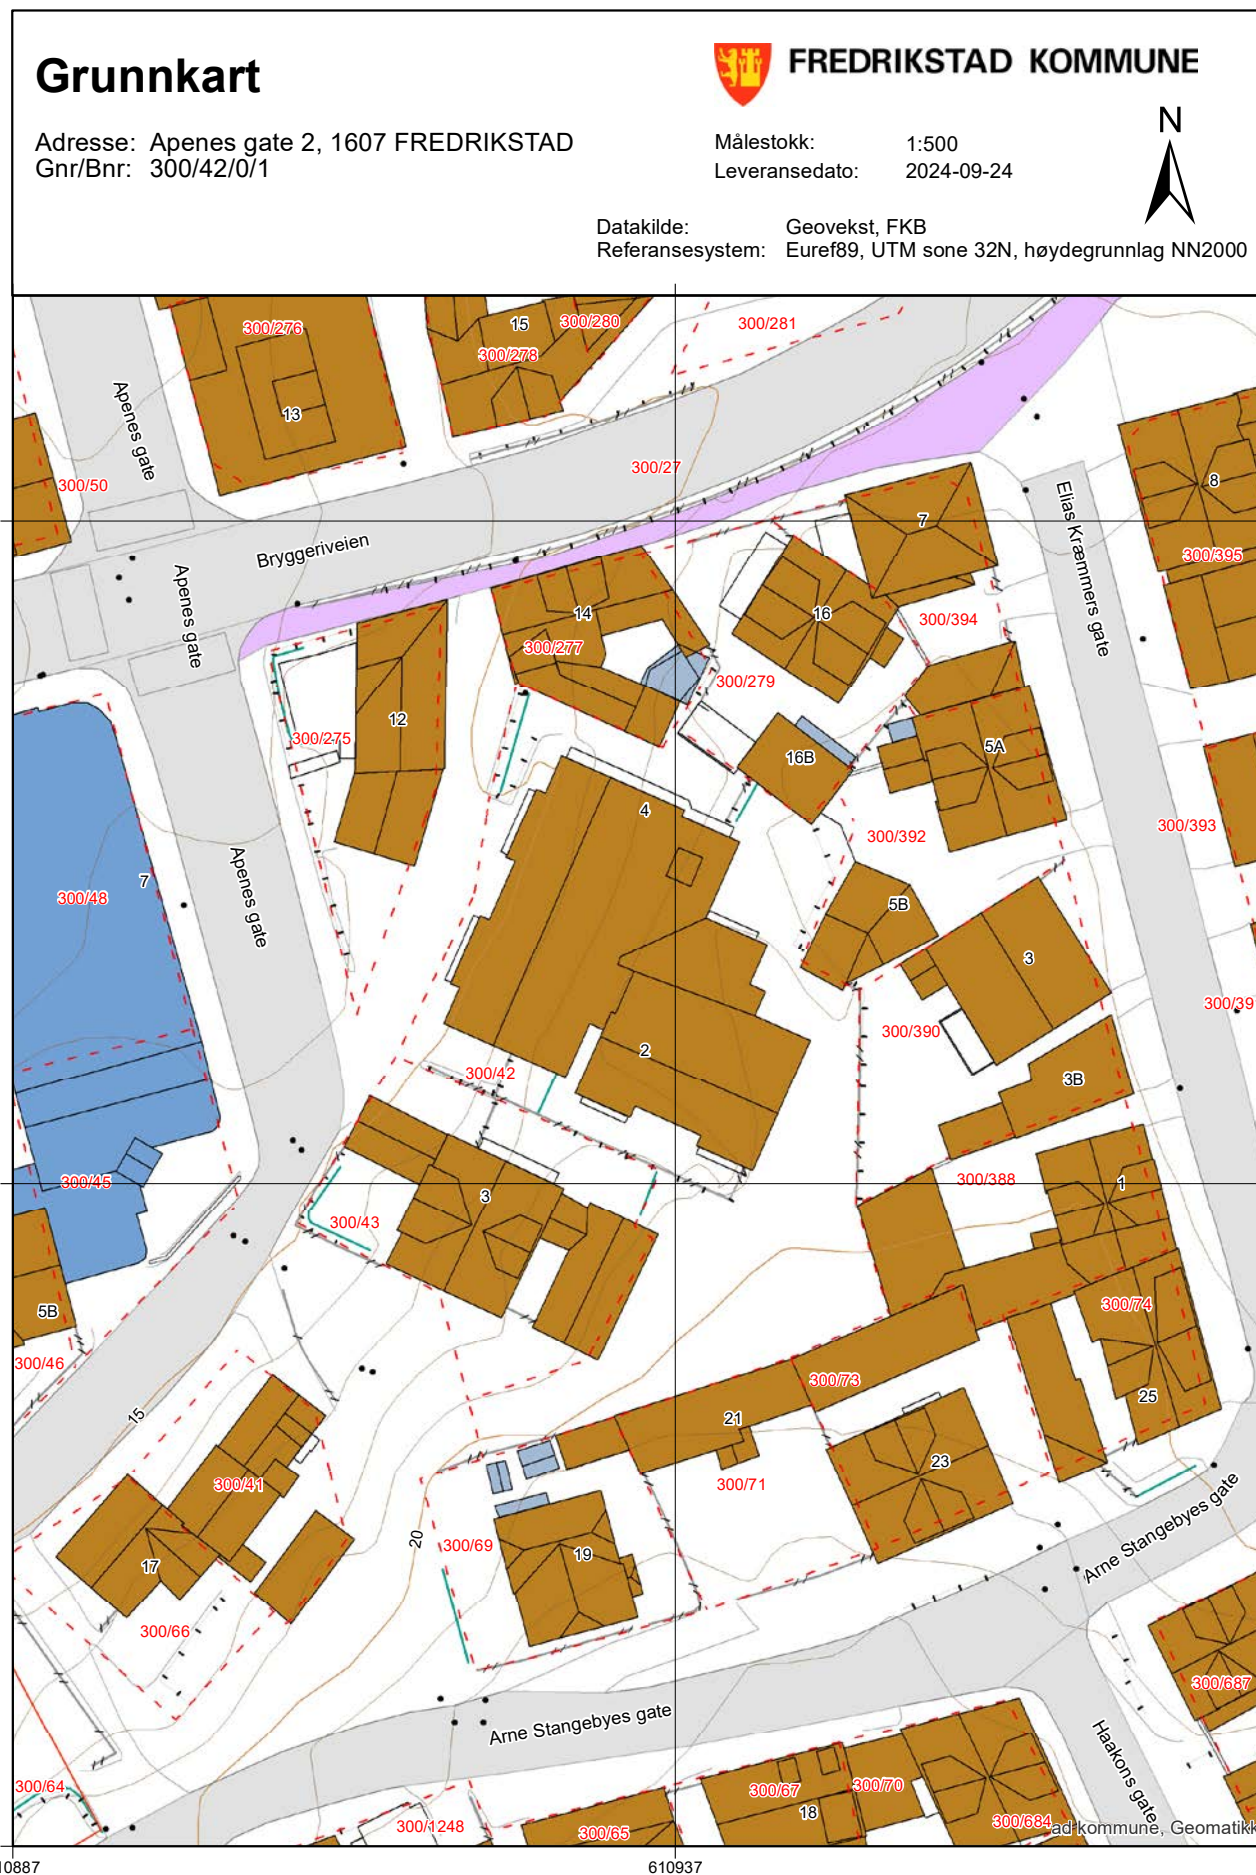 Grunnkart
FREDRIKSTAD KOMMUNE
Adresse: Apenes gate 2, 1607 FREDRIKSTAD
Gnr/Bnr: 300/42/0/1
Målestokk: 1:500
Leveransedato: 2024-09-24
N
Datakilde: Geovekst, FKB
Referansesystem: Euref89, UTM sone 32N, høydegrunnlag NN2000
300/276
15
300/280
300/281
300/278
13
Apenes gate
300/27
300/50
8
Elias Kræmmers gate
7
Bryggeriveien
300/395
Apenes gate
14
16
300/394
300/277
300/279
12
300/275
5A
16B
4
300/392
300/393
7
300/48
Apenes gate
5B
3
300/39
300/390
2
300/42
3B
300/45
300/388
1
3
300/43
5B
300/74
300/46
300/73
25
15
21
23
300/41
300/71
Arne Stangebyes gate
20
300/69
19
17
300/66
300/687
Arne Stangebyes gate
Haakons gate
300/64
300/67
300/70
18
300/684
300/1248
300/65
ad kommune, Geomatikk
10887
610937